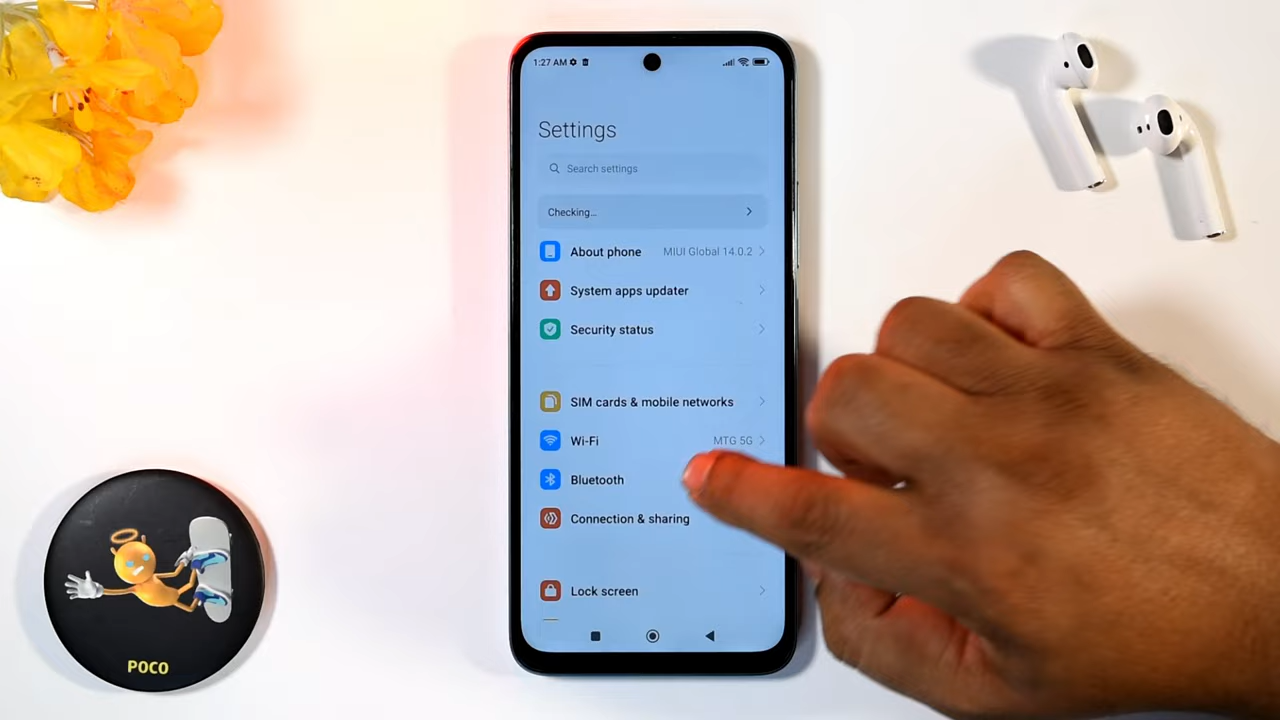 1:27 AM
Settings
Search settings
Checking...
About phone MIUI Global 14.0.2
System apps updater
Security status
SIM cards & mobile networks
Wi-Fi MTG 5G
Bluetooth
Connection & sharing
Lock screen
POCO